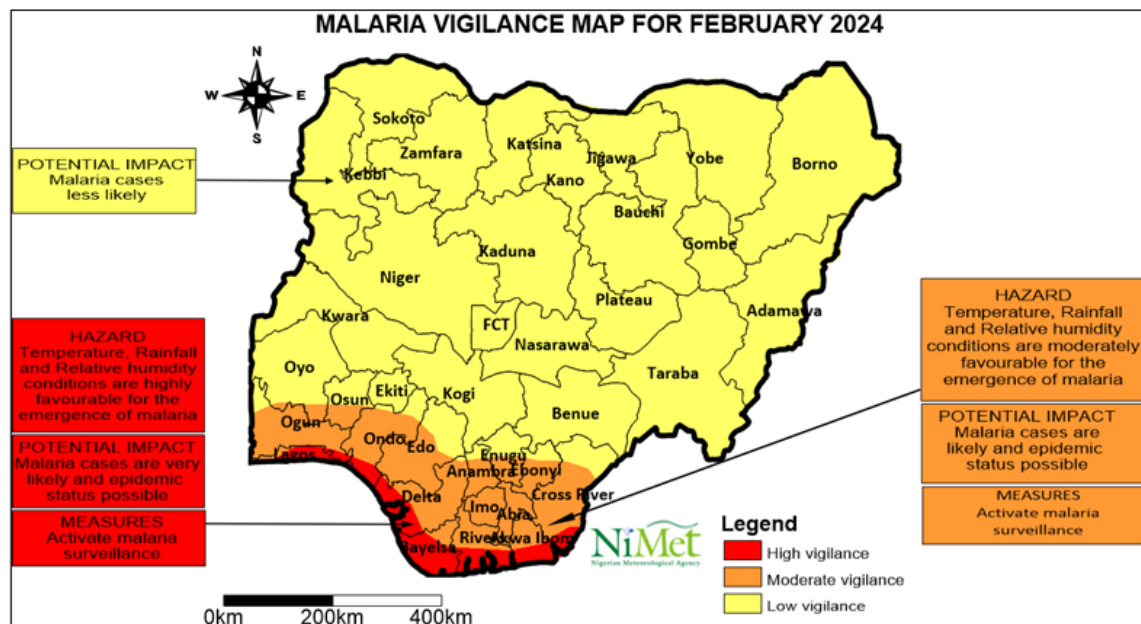 MALARIA VIGILANCE MAP FOR FEBRUARY 2024
N
W
E
S
POTENTIAL IMPACT
Malaria cases
less likely
HAZARD
Temperature, Rainfall
and Relative humidity
conditions are highly
favourable for the
emergence of malaria
POTENTIAL IMPACT
Malaria cases are very
likely and epidemic
status possible
MEASURES
Activate malaria
surveillance
Sokoto
Zamfara
Kebbi
Katsina
Jigawa
Kano
Yobe
Borno
Bauchi
Gombe
Kaduna
Niger
Plateau
Adamawa
Kwara
FCT
Nasarawa
Taraba
Oyo
Osun
Ekiti
Kogi
Benue
Ogun
Ondo
Edo
Lagos
Enugu
Anambra
Ebonyi
Delta
Cross River
Imo
Abia
Rivers
Akwa Ibom
Bayelsa
HAZARD
Temperature, Rainfall
and Relative humidity
conditions are moderately
favourable for the
emergence of malaria
POTENTIAL IMPACT
Malaria cases are
likely and epidemic
status possible
MEASURES
Activate malaria
surveillance
NiMet
Nigerian Meteorological Agency
Legend
High vigilance
Moderate vigilance
Low vigilance
0km 200km 400km